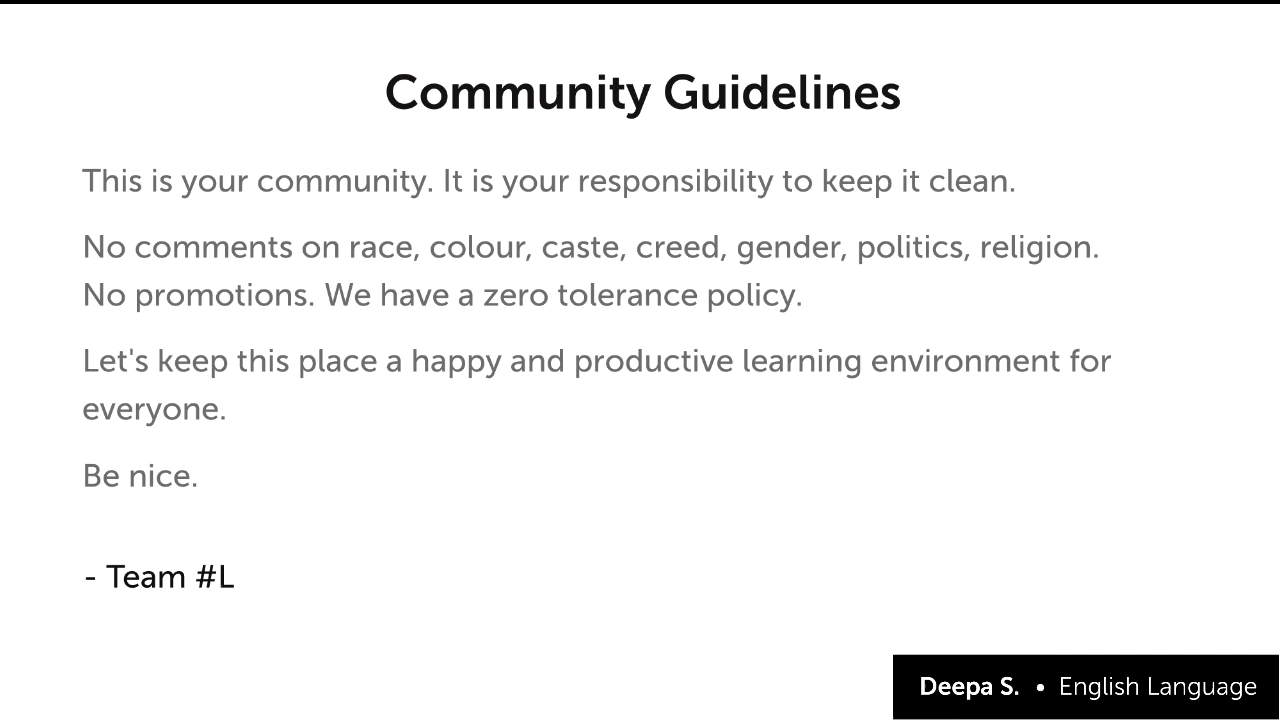 Community Guidelines
This is your community. It is your responsibility to keep it clean.
No comments on race, colour, caste, creed, gender, politics, religion.
No promotions. We have a zero tolerance policy.
Let's keep this place a happy and productive learning environment for
everyone.
Be nice.
- Team #L
Deepa S. • English Language